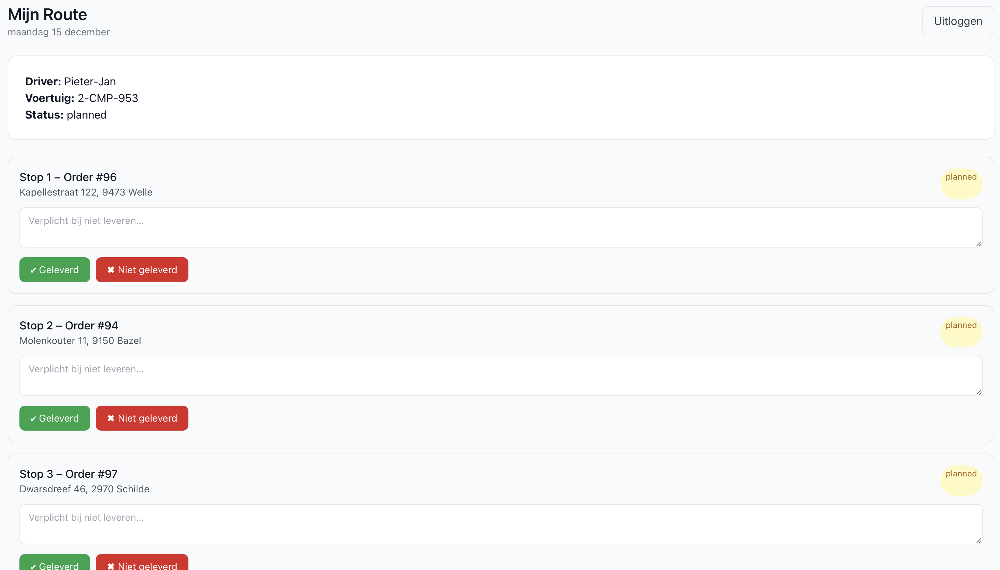 Mijn Route
maandag 15 december
Uitloggen
Driver: Pieter-Jan
Voertuig: 2-CMP-953
Status: planned
Stop 1 – Order #96
planned
Kapellestraat 122, 9473 Welle
Verplicht bij niet leveren...
✔ Geleverd
✖ Niet geleverd
Stop 2 – Order #94
planned
Molenkouter 11, 9150 Bazel
Verplicht bij niet leveren...
✔ Geleverd
✖ Niet geleverd
Stop 3 – Order #97
planned
Dwarsdreef 46, 2970 Schilde
Verplicht bij niet leveren...
✔ Geleverd
✖ Niet geleverd